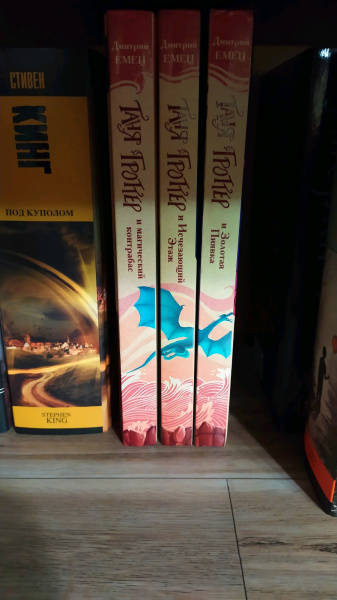 СТИВЕН
КИНГ
ПОД КУПОЛОМ
STEPHEN
KING
Дмитрий
ЕМЕЦ
ТАНЯ ГРОТТЕР
и магический
контрабас
Дмитрий
ЕМЕЦ
ТАНЯ ГРОТТЕР
и Исчезающий
Этаж
Дмитрий
ЕМЕЦ
ТАНЯ ГРОТТЕР
и Золотая
Пиявка